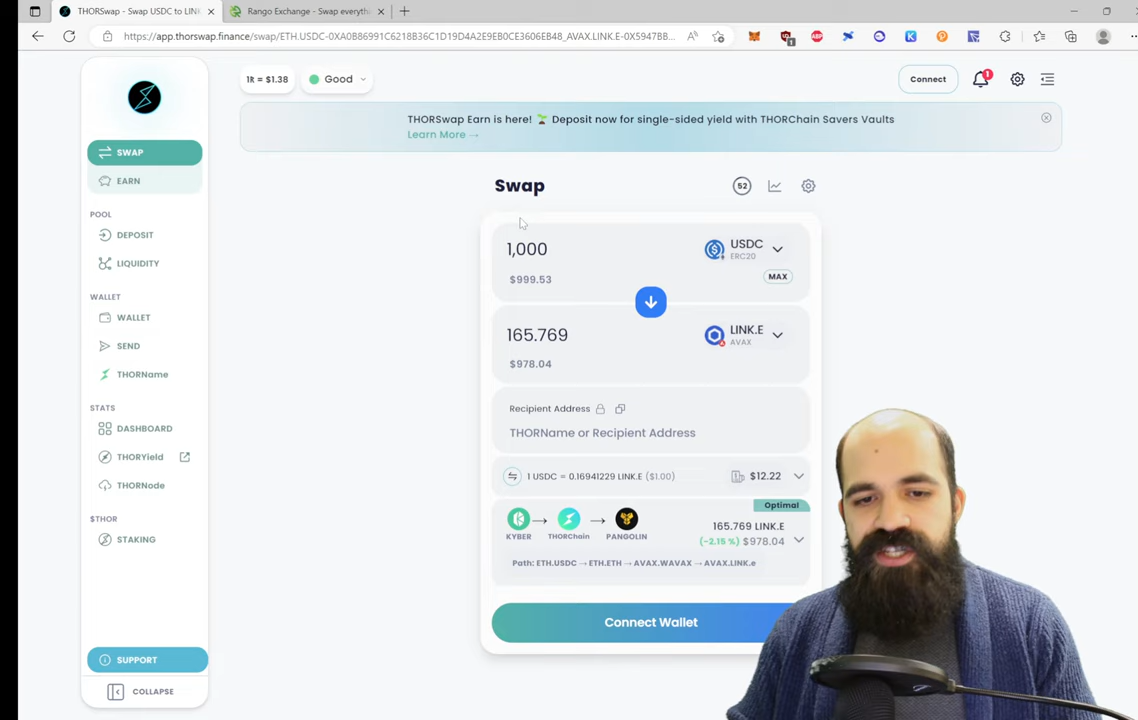 THORSwap - Swap USDC to LINK
Rango Exchange - Swap everythi
https://app.thorswap.finance/swap/ETH.USDC-0XA0B86991C6218B36C1D19D4A2E9EB0CE3606EB48_AVAX.LINK.E-0X5947BB...
1
ABP
1R = $1.38
Good
Connect
1
THORSwap Earn is here! 🌱 Deposit now for single-sided yield with THORChain Savers Vaults
Learn More →
SWAP
EARN
POOL
DEPOSIT
LIQUIDITY
WALLET
WALLET
SEND
THORName
STATS
DASHBOARD
THORYield
THORNode
$THOR
STAKING
SUPPORT
COLLAPSE
Swap
52
1,000
USDC
ERC20
$999.53
MAX
165.769
LINK.E
AVAX
$978.04
Recipient Address
THORName or Recipient Address
1 USDC = 0.16941229 LINK.E ($1.00)
$12.22
Optimal
KYBER → THORChain → PANGOLIN
165.769 LINK.E
(-2.15 %) $978.04
Path: ETH.USDC → ETH.ETH → AVAX.WAVAX → AVAX.LINK.e
Connect Wallet